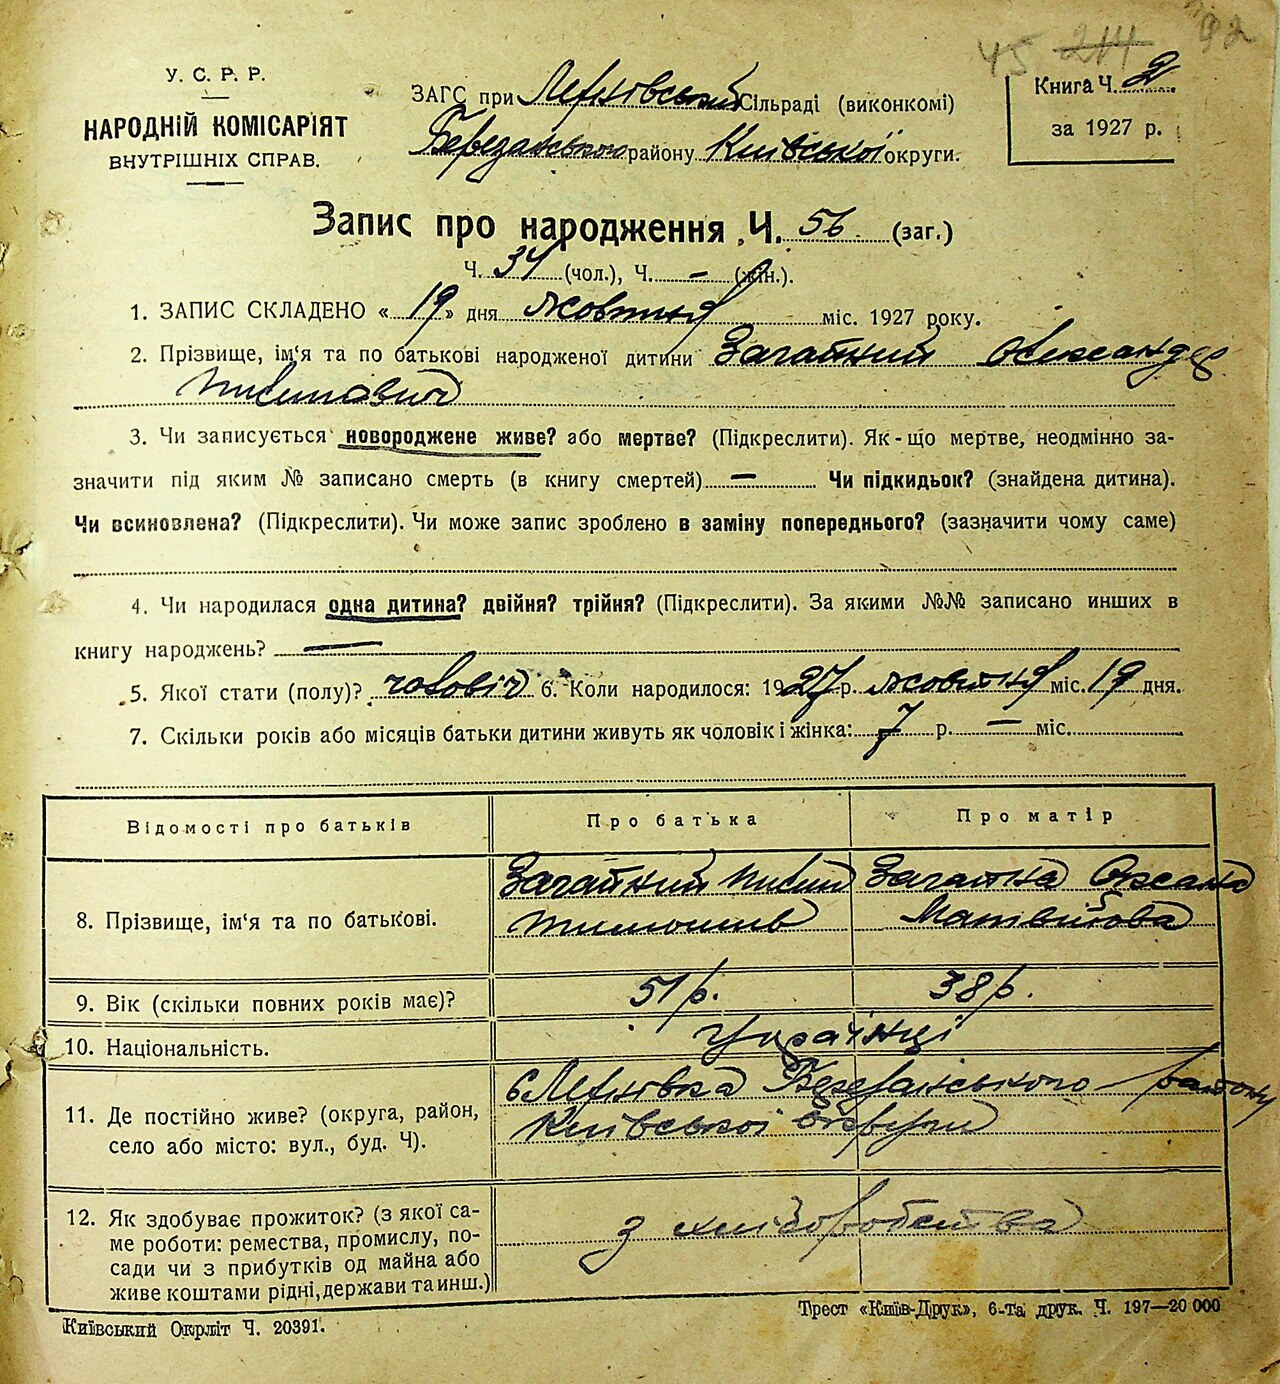 45 214 92
У. С. Р. Р.
НАРОДНІЙ КОМІСАРІЯТ
ВНУТРІШНІХ СПРАВ.
ЗАГС при Сільраді (виконкомі)
Березанського району Київської округи.
Книга Ч. 2
за 1927 р.
Запис про народження Ч. 56 (заг.)
Ч. 34 (чол.), Ч. – (жін.).
1. ЗАПИС СКЛАДЕНО « 19 » дня жовтня міс. 1927 року.
2. Прізвище, ім‘я та по батькові народженої дитини Загатний Олександр
3. Чи записується новороджене живе? або мертве? (Підкреслити). Як-що мертве, неодмінно за-
значити під яким № записано смерть (в книгу смертей) — Чи підкидьок? (знайдена дитина).
Чи всиновлена? (Підкреслити). Чи може запис зроблено в заміну попереднього? (зазначити чому саме)
4. Чи народилася одна дитина? двійня? трійня? (Підкреслити). За якими №№ записано инших в
книгу народжень? —
5. Якої стати (полу)? чоловіч 6. Коли народилося: 1927 р. жовтня міс. 19 дня.
7. Скільки років або місяців батьки дитини живуть як чоловік і жінка: 7 р. — міс.
Відомості про батьків Про батька Про матір
8. Прізвище, ім‘я та по батькові. Загатний Загатна Оксана
Матвійова
9. Вік (скільки повних років має)? 51 р. 38 р.
10. Національність. Українці
11. Де постійно живе? (округа, район,
село або місто: вул., буд. Ч).
Березанського району
Київської округи
12. Як здобуває прожиток? (з якої са-
ме роботи: ремества, промислу, по-
сади чи з прибутків од майна або
живе коштами рідні, держави та инш.)
з хліборобства
Київський Окрліт Ч. 20391.
Трест «Київ-Друк», 6-та друк. Ч. 197—20 000